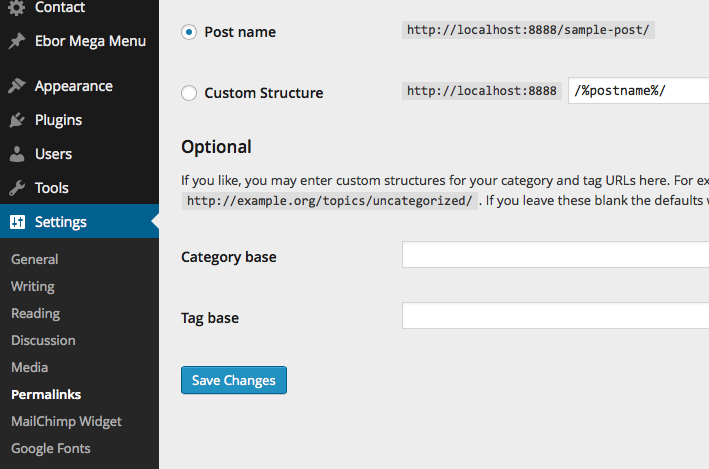 Contact
Ebor Mega Menu
Appearance
Plugins
Users
Tools
Settings
General
Writing
Reading
Discussion
Media
Permalinks
MailChimp Widget
Google Fonts
Post name http://localhost:8888/sample-post/
Custom Structure http://localhost:8888 /%postname%/
Optional
If you like, you may enter custom structures for your category and tag URLs here. For ex
http://example.org/topics/uncategorized/ . If you leave these blank the defaults w
Category base
Tag base
Save Changes